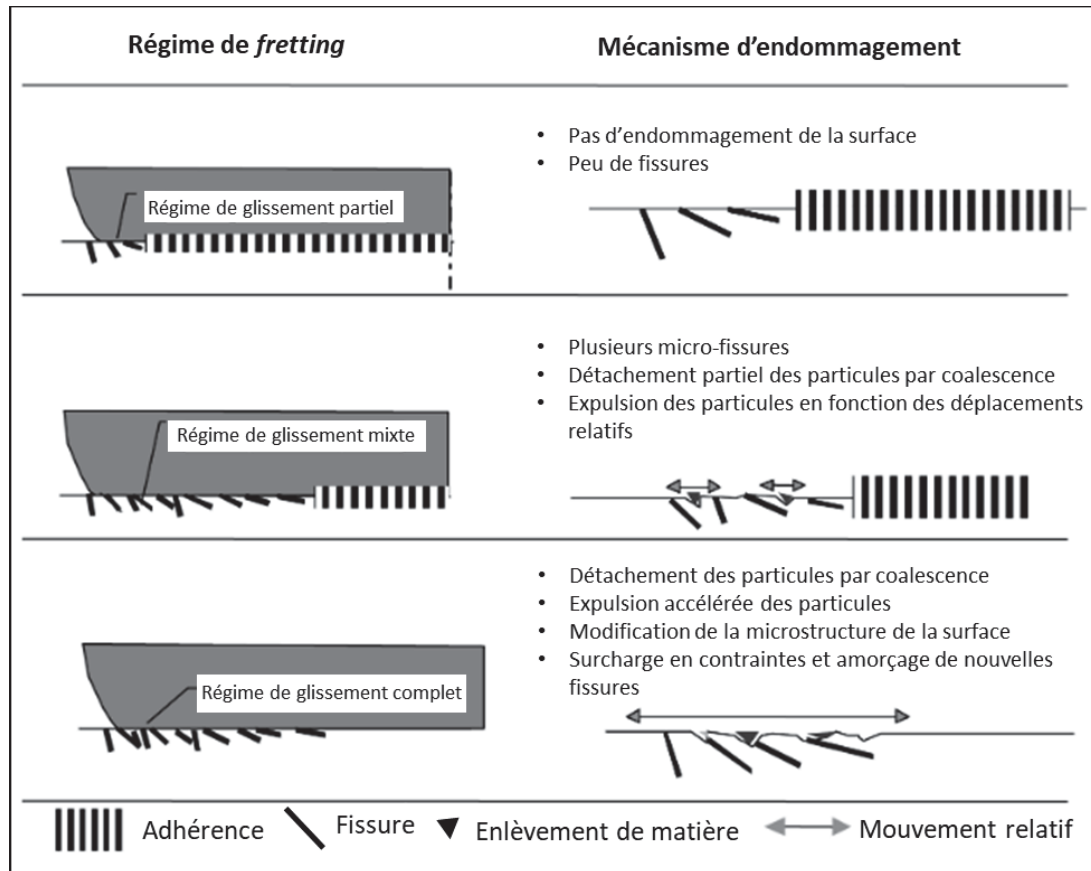 Régime de fretting
Mécanisme d'endommagement
Régime de glissement partiel
• Pas d'endommagement de la surface
• Peu de fissures
Régime de glissement mixte
• Plusieurs micro-fissures
• Détachement partiel des particules par coalescence
• Expulsion des particules en fonction des déplacements
relatifs
Régime de glissement complet
• Détachement des particules par coalescence
• Expulsion accélérée des particules
• Modification de la microstructure de la surface
• Surcharge en contraintes et amorçage de nouvelles
fissures
Adhérence
Fissure
Enlèvement de matière
Mouvement relatif